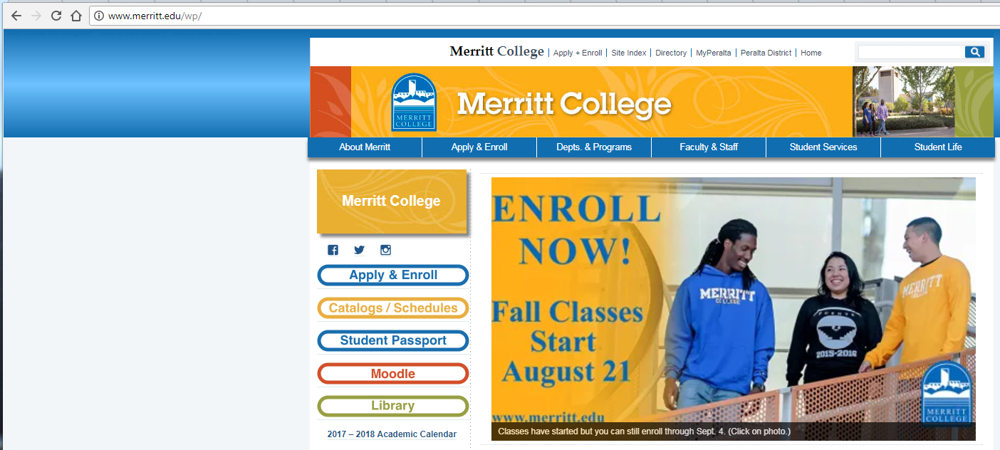 www.merritt.edu/wp/
Merritt College | Apply + Enroll | Site Index | Directory | MyPeralta | Peralta District | Home
MERRITT
COLLEGE
Merritt College
About Merritt
Apply & Enroll
Depts. & Programs
Faculty & Staff
Student Services
Student Life
Merritt College
Apply & Enroll
Catalogs / Schedules
Student Passport
Moodle
Library
2017 – 2018 Academic Calendar
ENROLL
NOW!
Fall Classes
Start
August 21
www.merritt.edu
MERRITT
COLLEGE
PUENTE
2015-2016
MERRITT
COLLEGE
MERRITT
COLLEGE
Classes have started but you can still enroll through Sept. 4. (Click on photo.)